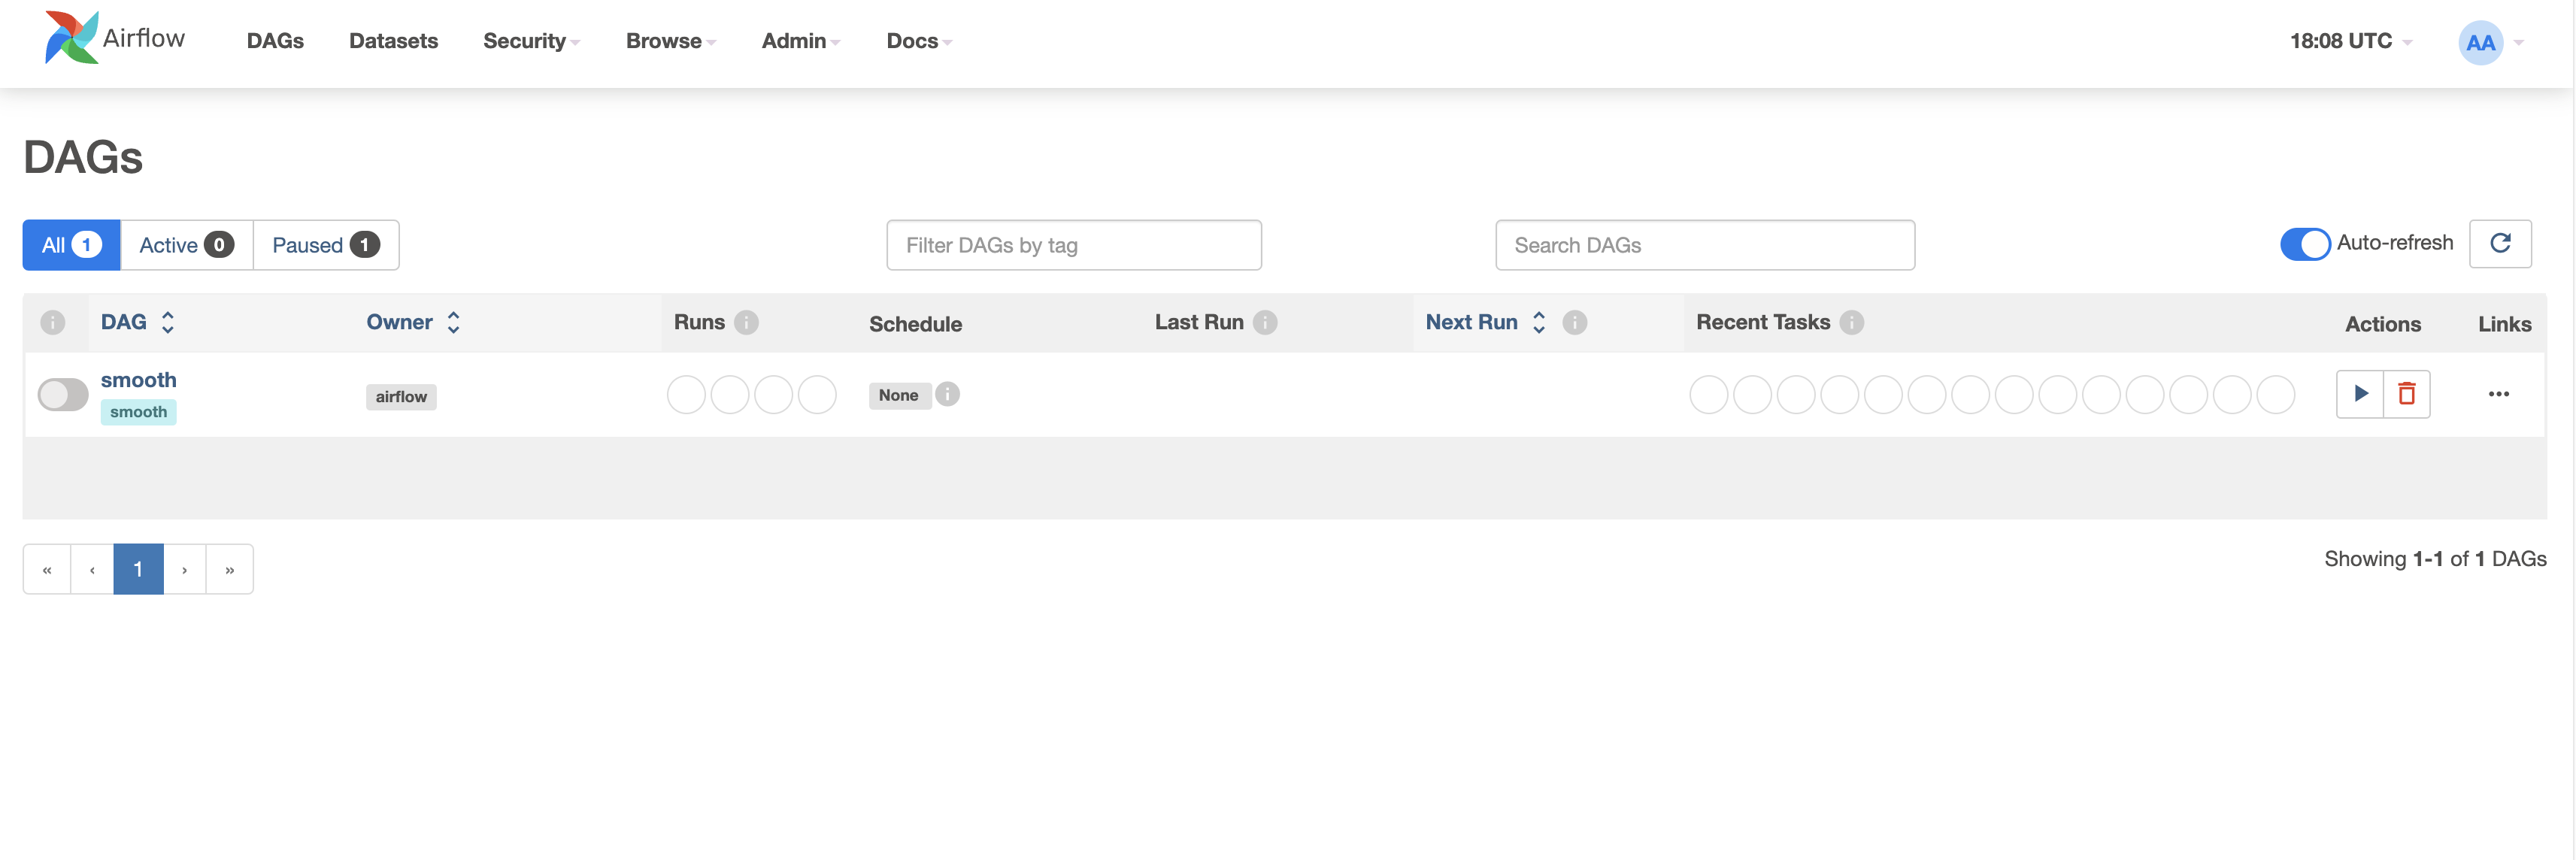 Airflow DAGs Datasets Security Browse Admin Docs 18:08 UTC AA
DAGs
All 1 Active 0 Paused 1 Filter DAGs by tag Search DAGs Auto-refresh
DAG Owner Runs Schedule Last Run Next Run Recent Tasks Actions Links
smooth
smooth airflow None
« ‹ 1 › » Showing 1-1 of 1 DAGs